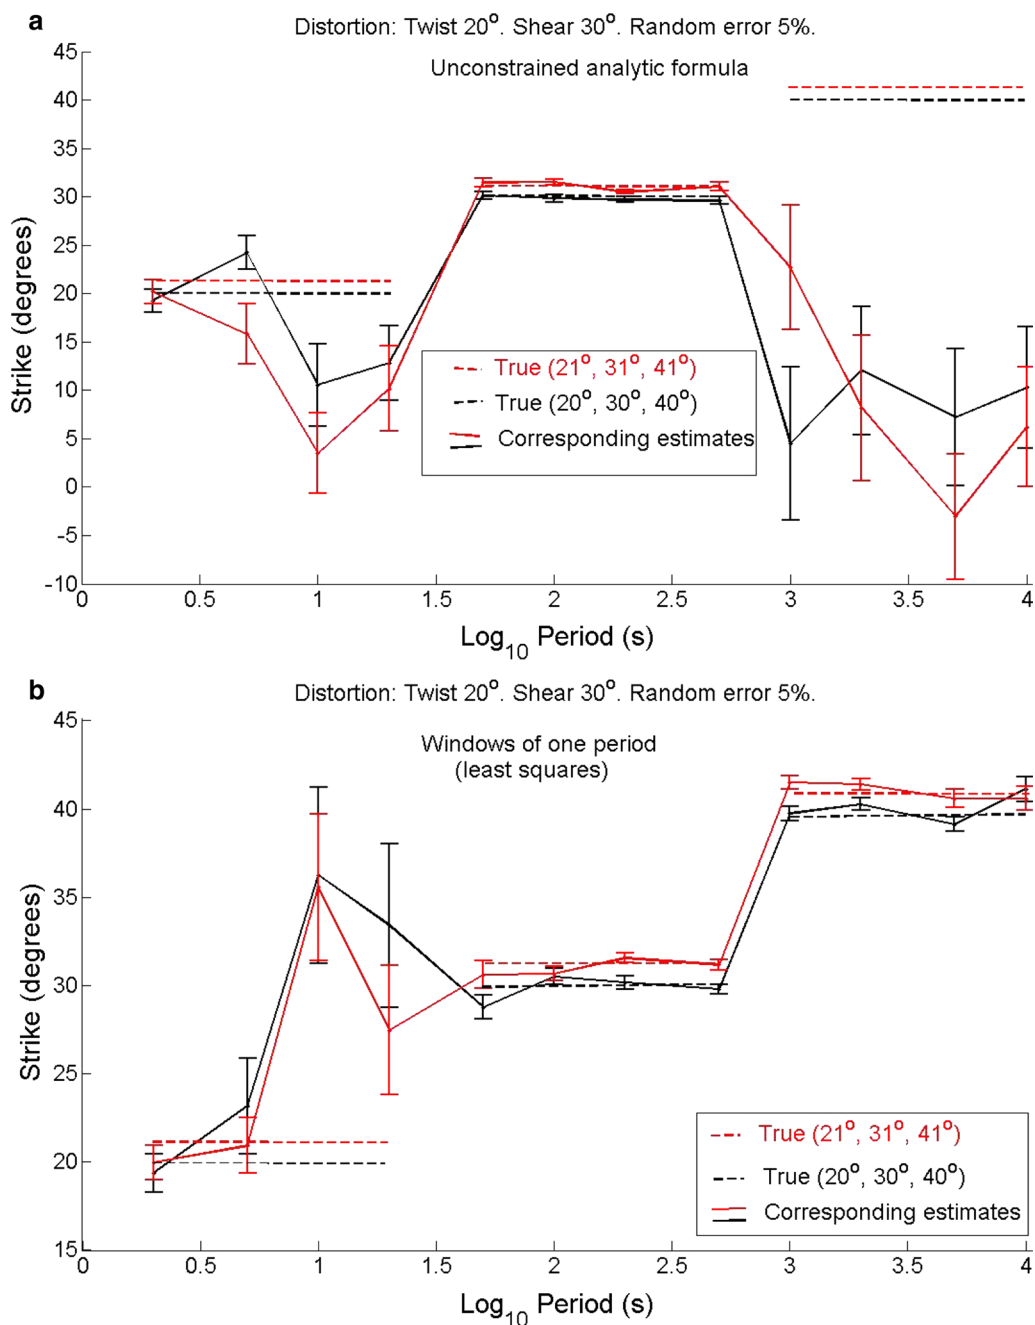 a
Distortion: Twist 20°. Shear 30°. Random error 5%.
Unconstrained analytic formula
45
40
35
30
25
20
15
10
5
0
-5
-10
Strike (degrees)
True (21°, 31°, 41°)
True (20°, 30°, 40°)
Corresponding estimates
0 0.5 1 1.5 2 2.5 3 3.5 4
Log10 Period (s)
b
Distortion: Twist 20°. Shear 30°. Random error 5%.
Windows of one period
(least squares)
45
40
35
30
25
20
15
Strike (degrees)
True (21°, 31°, 41°)
True (20°, 30°, 40°)
Corresponding estimates
0 0.5 1 1.5 2 2.5 3 3.5 4
Log10 Period (s)